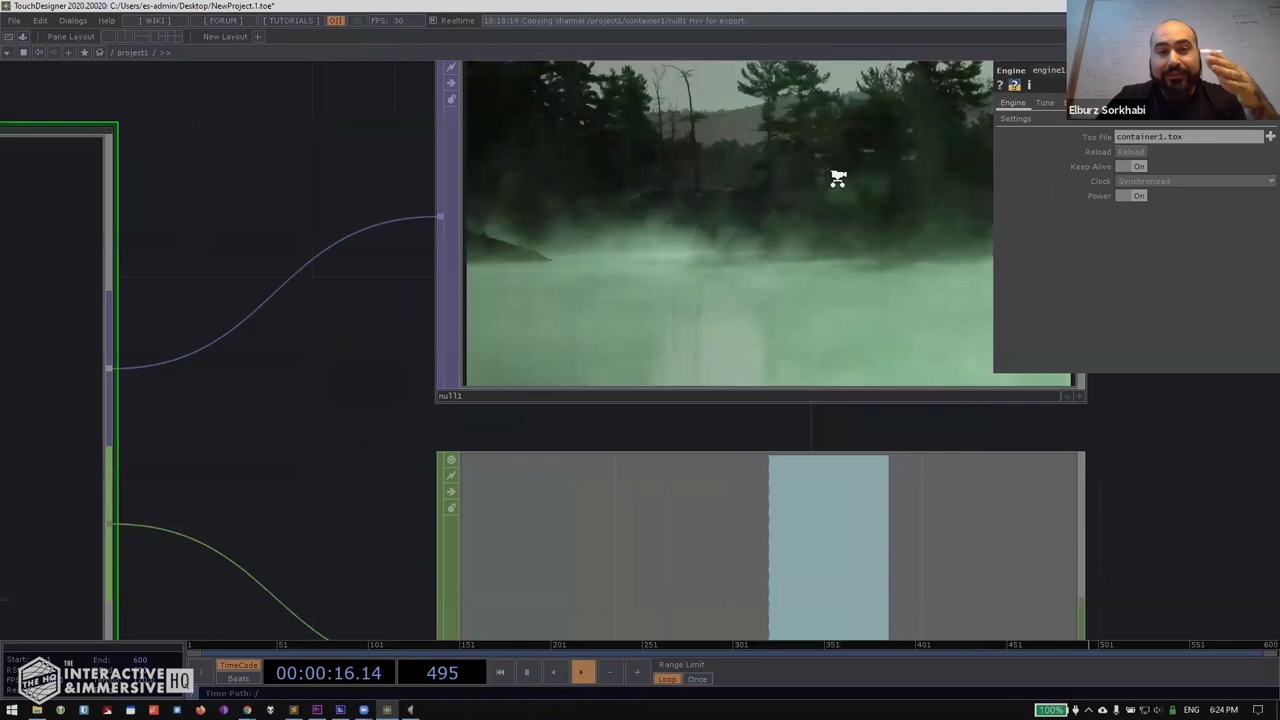 TouchDesigner 2020.20020: C:/Users/es-admin/Desktop/NewProject.1.toe*
File Edit Dialogs Help [ WIKI ] [ FORUM ] [ TUTORIALS ] O|I 30 FPS: 30 Realtime 18:18:19 Copying channel /project1/container1/null1 Hsv for export.
Pane Layout New Layout +
/ project1 / >>
Engine engine1
? i
Engine Tune
Elburz Sorkhabi
Settings
Tox File container1.tox
Reload Reload
Keep Alive On
Clock Synchronized
Power On
null1
1 51 101 151 201 251 301 351 401 451 501 551 600
Start: End: 600
TimeCode
Beats
00:00:16.14
495
Range Limit
Loop Once
Time Path: /
THE HQ
THE INTERACTIVE & IMMERSIVE HQ
100% ENG 6:24 PM